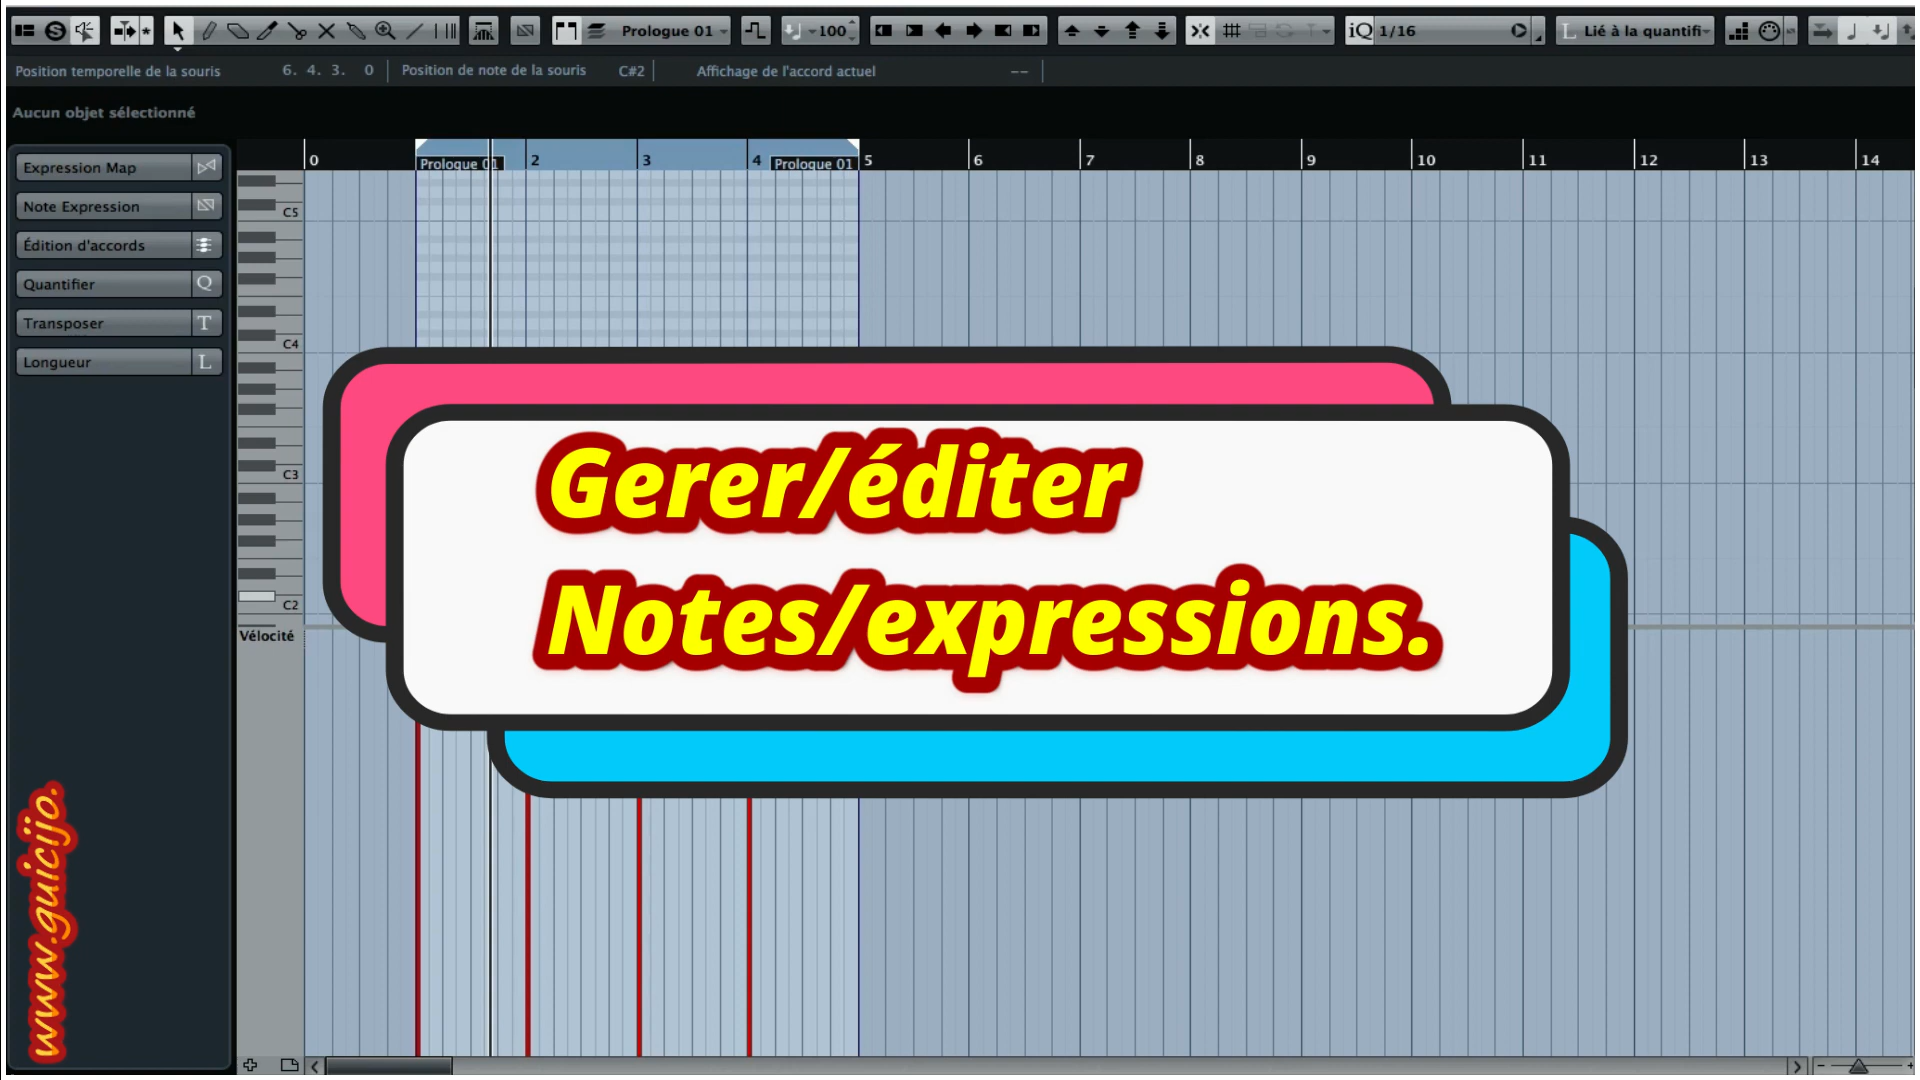 Prologue 01
100
iQ 1/16
L Lié à la quantifi
Position temporelle de la souris 6. 4. 3. 0 Position de note de la souris C#2 Affichage de l'accord actuel --
Aucun objet sélectionné
0 2 3 4 5 6 7 8 9 10 11 12 13 14
Prologue 01 Prologue 01
Expression Map
Note Expression
Édition d'accords
Quantifier Q
Transposer T
Longueur L
C5
C4
C3
C2
Vélocité
Gerer/éditer
Notes/expressions.
www.guicijo.